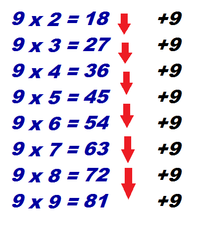 9 x 2 = 18 +9
9 x 3 = 27 +9
9 x 4 = 36 +9
9 x 5 = 45 +9
9 x 6 = 54 +9
9 x 7 = 63 +9
9 x 8 = 72 +9
9 x 9 = 81 +9